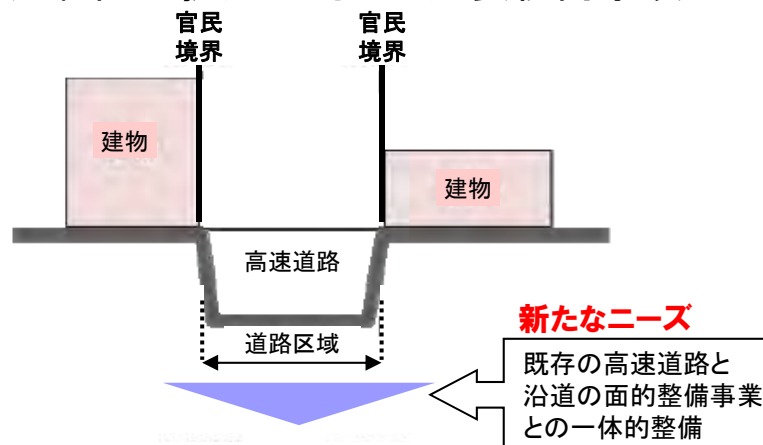 官民
境界
官民
境界
建物
建物
高速道路
道路区域
新たなニーズ
既存の高速道路と
沿道の面的整備事業
との一体的整備